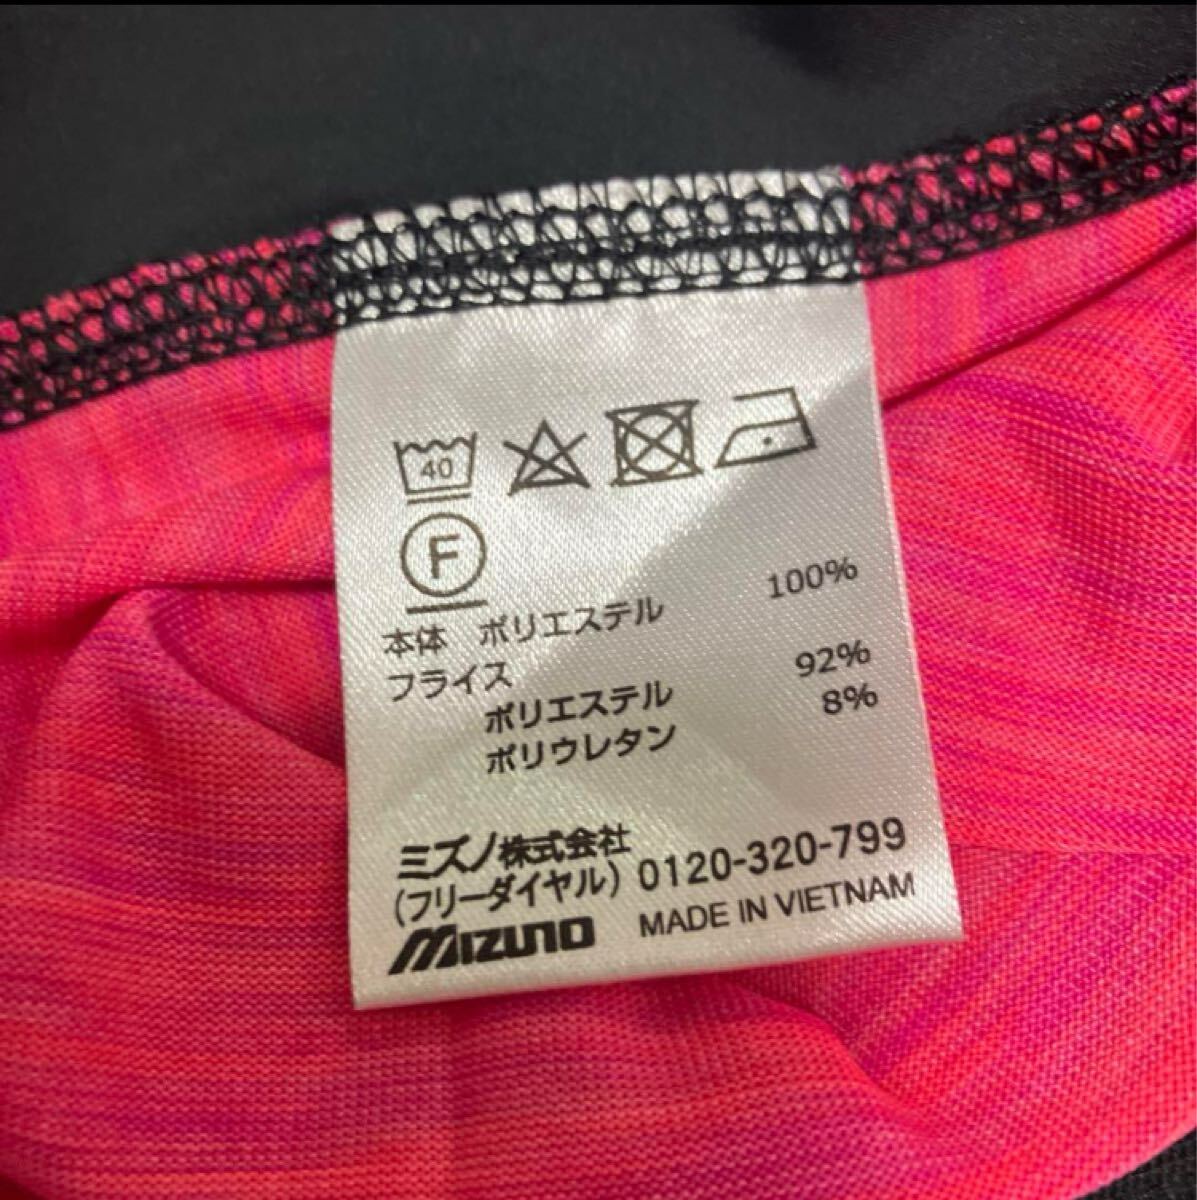 40
F
本体 ポリエステル 100%
フライス
ポリエステル 92%
ポリウレタン 8%
ミズノ株式会社
(フリーダイヤル) 0120-320-799
MIZUNO MADE IN VIETNAM